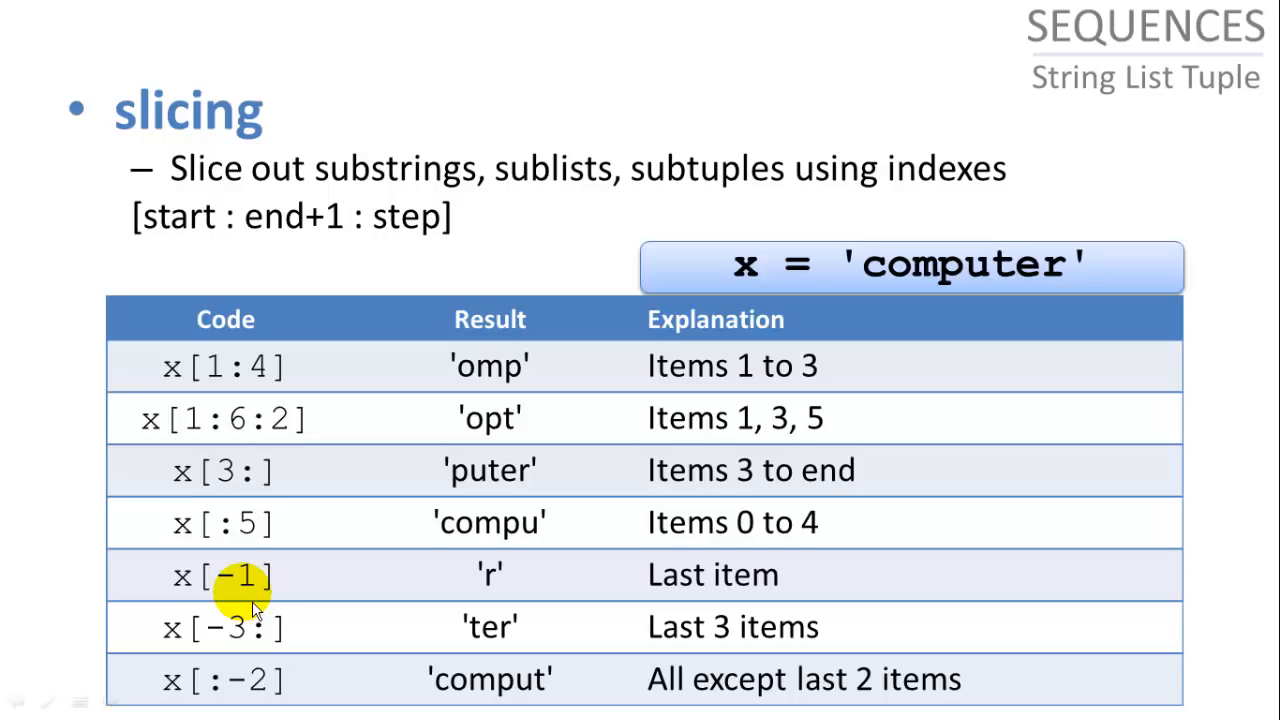 SEQUENCES
String List Tuple
• slicing
– Slice out substrings, sublists, subtuples using indexes
[start : end+1 : step]
x = 'computer'
Code Result Explanation
x[1:4] 'omp' Items 1 to 3
x[1:6:2] 'opt' Items 1, 3, 5
x[3:] 'puter' Items 3 to end
x[:5] 'compu' Items 0 to 4
x[-1] 'r' Last item
x[-3:] 'ter' Last 3 items
x[:-2] 'comput' All except last 2 items